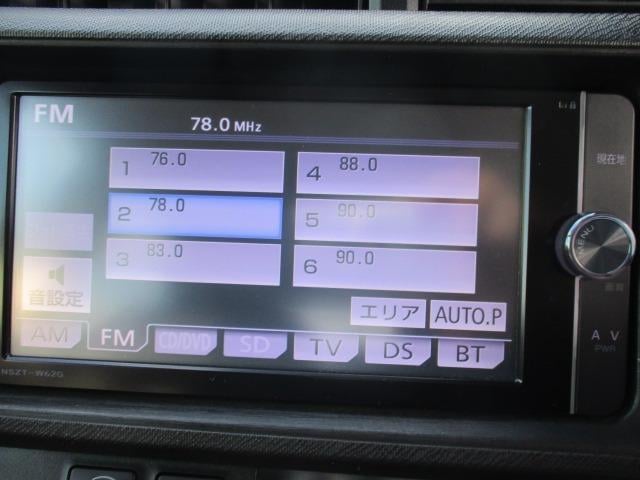 FM
78.0 MHz
1 76.0
4 88.0
2 78.0
5 90.0
3 83.0
6 90.0
音設定
エリア
AUTO.P
AM
FM
CD/DVD
SD
TV
DS
BT
NSZT-W62G
現在地
MENU
画質
A V
PWR